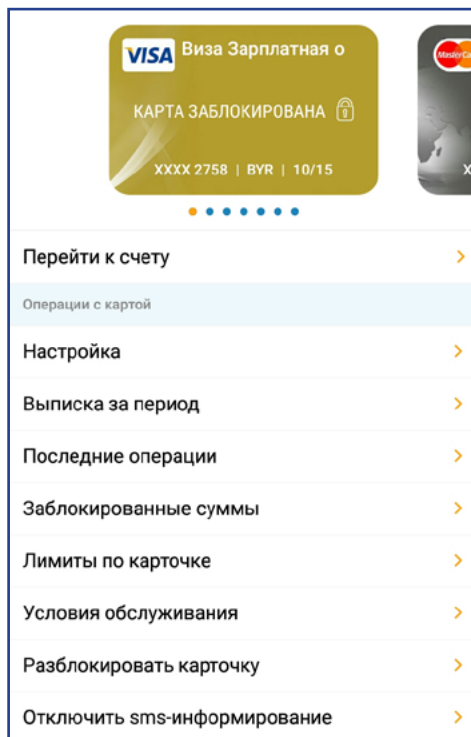 VISA Виза Зарплатная о
MasterCa
КАРТА ЗАБЛОКИРОВАНА
XXXX 2758 | BYR | 10/15
X
Перейти к счету
Операции с картой
Настройка
Выписка за период
Последние операции
Заблокированные суммы
Лимиты по карточке
Условия обслуживания
Разблокировать карточку
Отключить sms-информирование